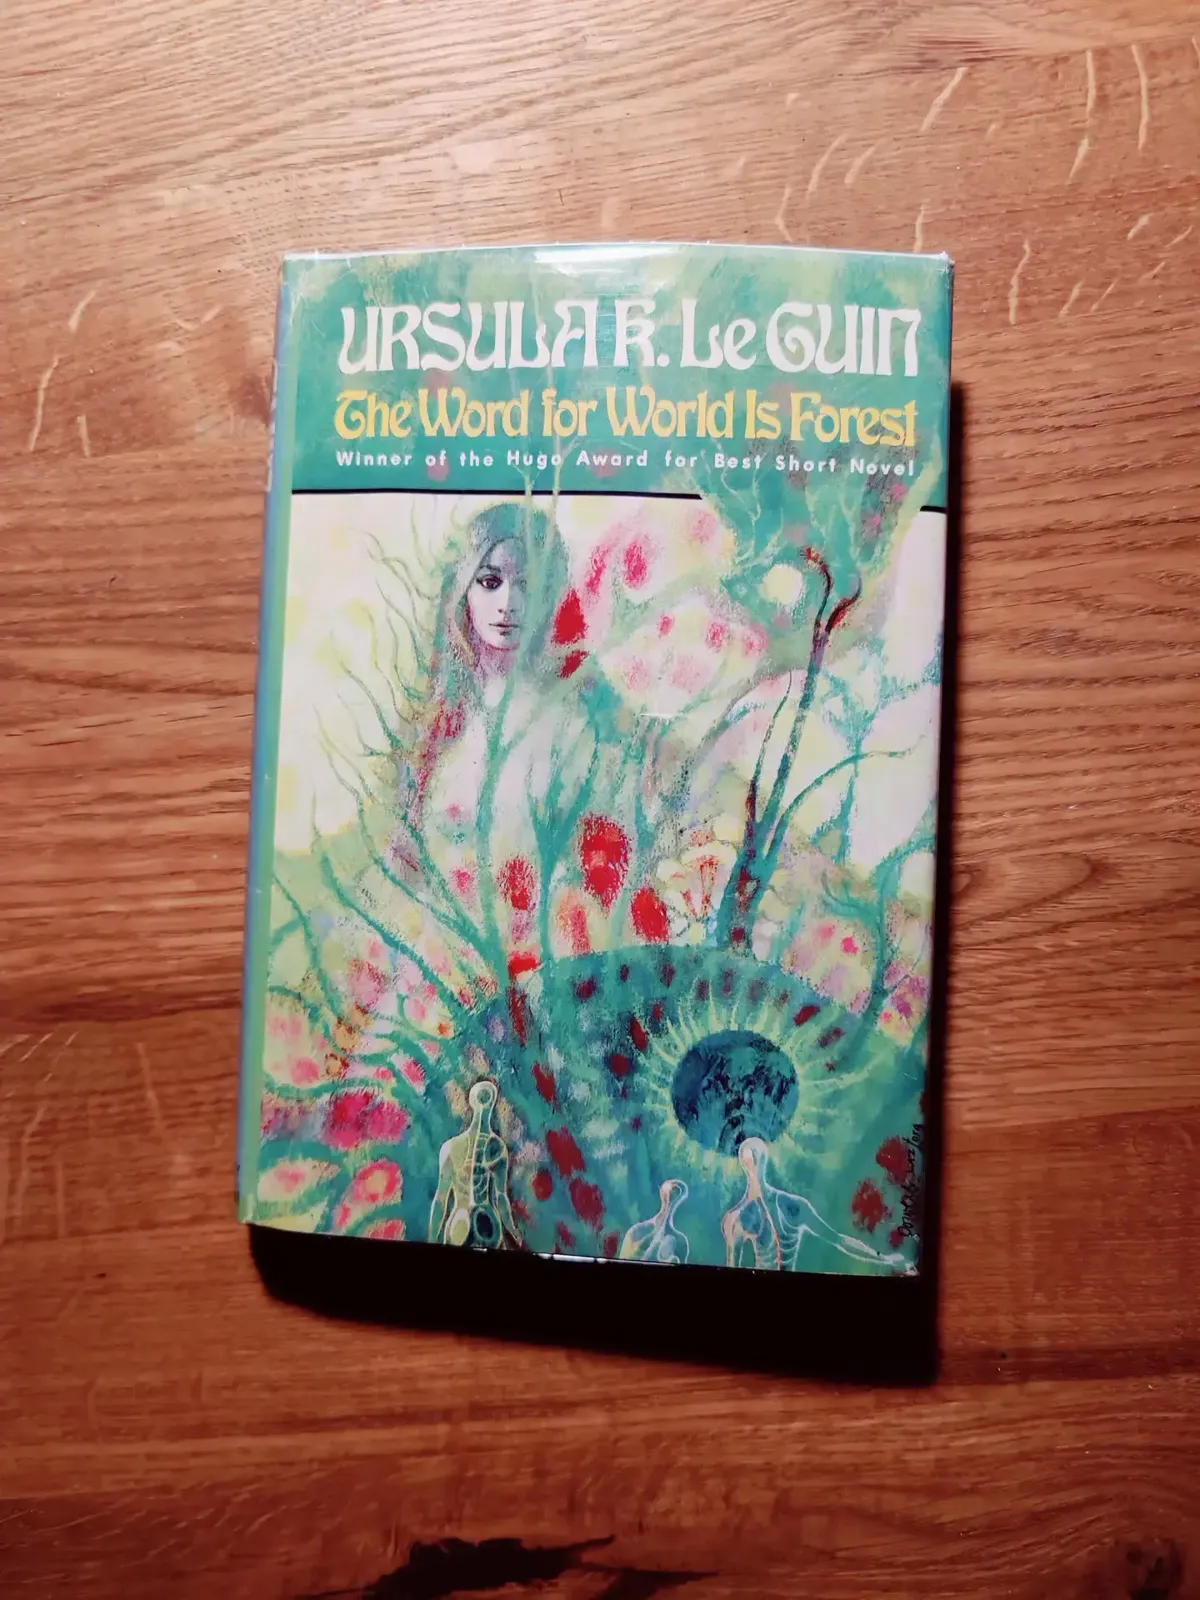 URSULA K. Le GUIN
The Word for World Is Forest
Winner of the Hugo Award for Best Short Novel